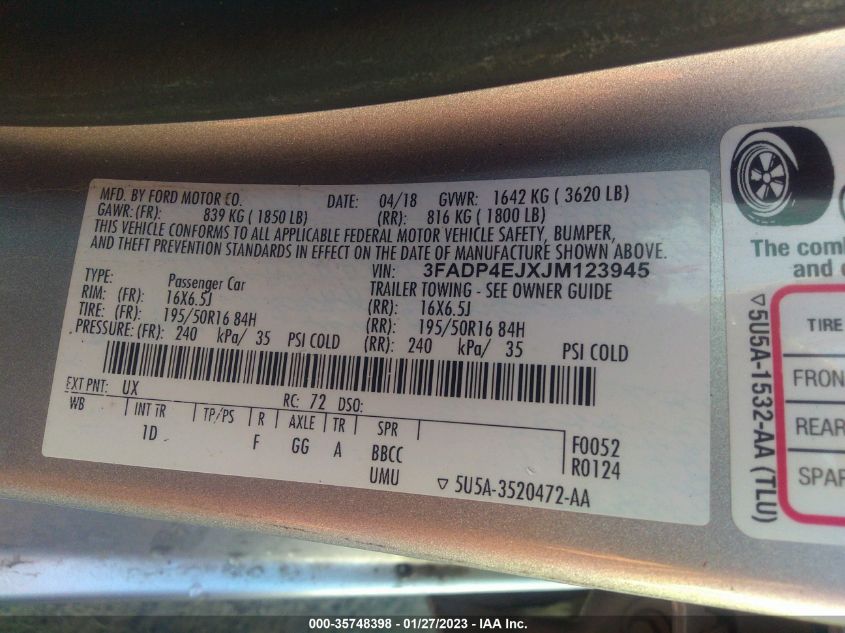 MFD. BY FORD MOTOR CO. DATE: 04/18 GVWR: 1642 KG ( 3620 LB)
GAWR: (FR): 839 KG ( 1850 LB) (RR): 816 KG ( 1800 LB)
THIS VEHICLE CONFORMS TO ALL APPLICABLE FEDERAL MOTOR VEHICLE SAFETY, BUMPER,
AND THEFT PREVENTION STANDARDS IN EFFECT ON THE DATE OF MANUFACTURE SHOWN ABOVE.
VIN: 3FADP4EJXJM123945
TYPE: Passenger Car TRAILER TOWING - SEE OWNER GUIDE
RIM: (FR): 16X6.5J (RR): 16X6.5J
TIRE: (FR): 195/50R16 84H (RR): 195/50R16 84H
PRESSURE: (FR): 240 kPa/ 35 PSI COLD (RR): 240 kPa/ 35 PSI COLD
EXT PNT: UX RC: 72 DSO:
WB INT TR TP/PS R AXLE TR SPR F0052
1D F GG A BBCC R0124
UMU ▽ 5U5A-3520472-AA
The comb
and c
▽5U5A-1532-AA (TLU)
TIRE
FRON
REAR
SPAR
000-35748398 - 01/27/2023 - IAA Inc.